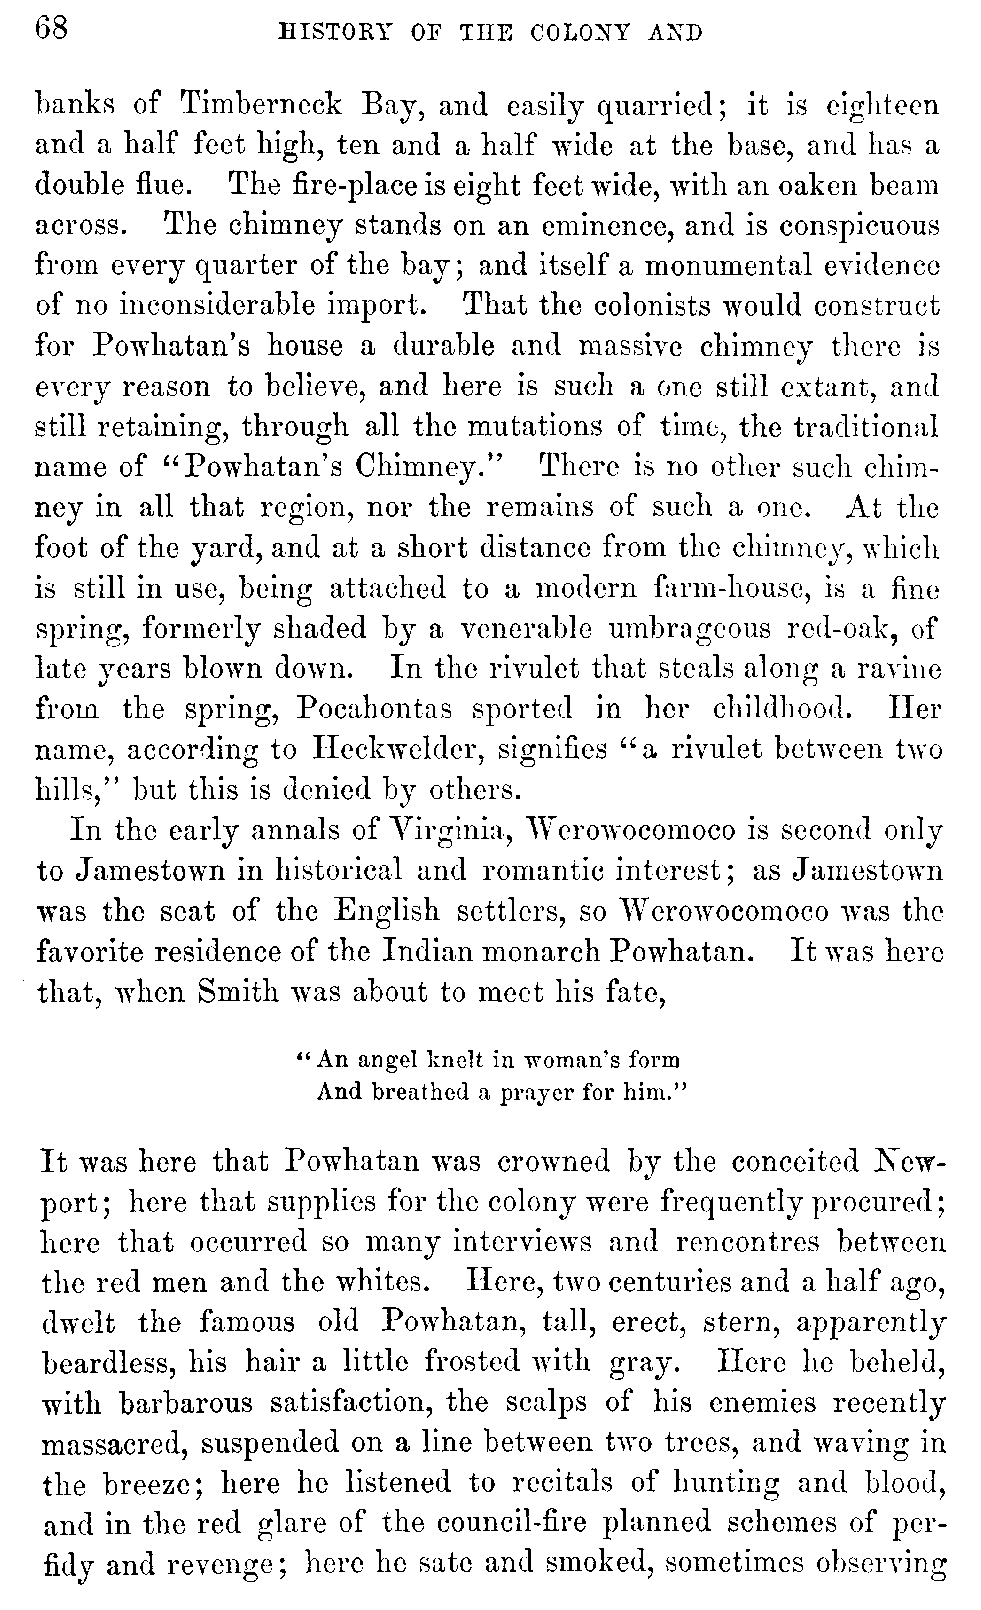 68 HISTORY OF THE COLONY AND
banks of Timberneck Bay, and easily quarried; it is eighteen
and a half feet high, ten and a half wide at the base, and has a
double flue. The fire-place is eight feet wide, with an oaken beam
across. The chimney stands on an eminence, and is conspicuous
from every quarter of the bay; and itself a monumental evidence
of no inconsiderable import. That the colonists would construct
for Powhatan's house a durable and massive chimney there is
every reason to believe, and here is such a one still extant, and
still retaining, through all the mutations of time, the traditional
name of "Powhatan's Chimney." There is no other such chim-
ney in all that region, nor the remains of such a one. At the
foot of the yard, and at a short distance from the chimney, which
is still in use, being attached to a modern farm-house, is a fine
spring, formerly shaded by a venerable umbrageous red-oak, of
late years blown down. In the rivulet that steals along a ravine
from the spring, Pocahontas sported in her childhood. Her
name, according to Heckwelder, signifies "a rivulet between two
hills," but this is denied by others.
In the early annals of Virginia, Werowocomoco is second only
to Jamestown in historical and romantic interest; as Jamestown
was the seat of the English settlers, so Werowocomoco was the
favorite residence of the Indian monarch Powhatan. It was here
that, when Smith was about to meet his fate,
"An angel knelt in woman's form
And breathed a prayer for him."
It was here that Powhatan was crowned by the conceited New-
port; here that supplies for the colony were frequently procured;
here that occurred so many interviews and rencontres between
the red men and the whites. Here, two centuries and a half ago,
dwelt the famous old Powhatan, tall, erect, stern, apparently
beardless, his hair a little frosted with gray. Here he beheld,
with barbarous satisfaction, the scalps of his enemies recently
massacred, suspended on a line between two trees, and waving in
the breeze; here he listened to recitals of hunting and blood,
and in the red glare of the council-fire planned schemes of per-
fidy and revenge; here he sate and smoked, sometimes observing